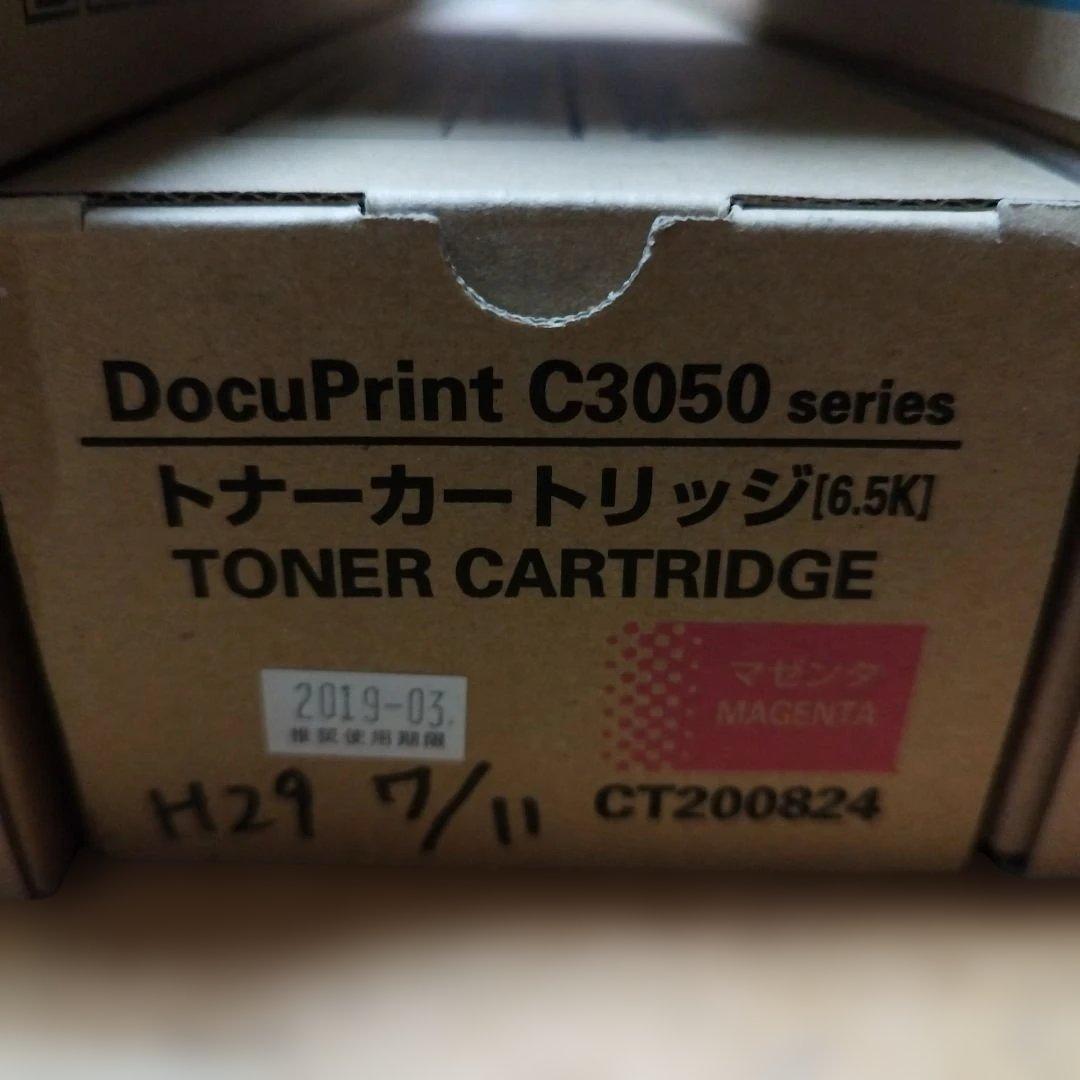 DocuPrint C3050 series
トナーカートリッジ[6.5K]
TONER CARTRIDGE
マゼンタ
MAGENTA
2019-03
推奨使用期限
H29 7/11
CT200824